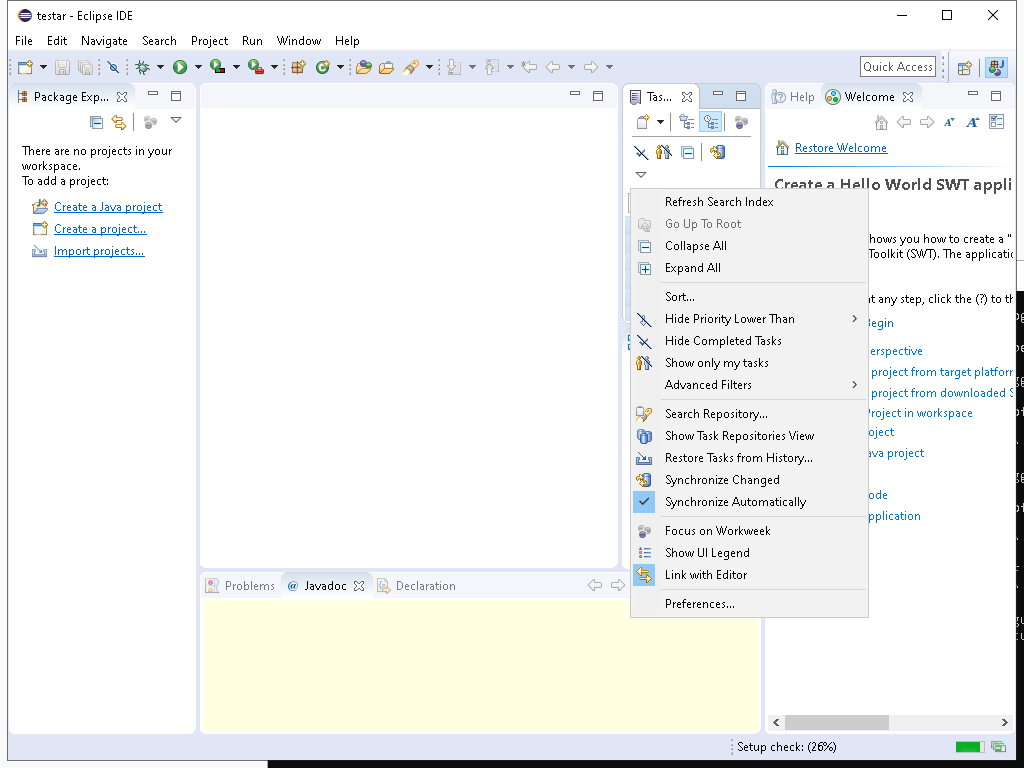 testar - Eclipse IDE
File Edit Navigate Search Project Run Window Help
Quick Access
Package Exp...
There are no projects in your
workspace.
To add a project:
Create a Java project
Create a project...
Import projects...
Tas...
Help
Welcome
Restore Welcome
Create a Hello World SWT appli
hows you how to create a "
Toolkit (SWT). The applicatic
t any step, click the (?) to th
Begin
erspective
project from target platforn
project from downloaded S
Project in workspace
oject
ava project
ode
pplication
Refresh Search Index
Go Up To Root
Collapse All
Expand All
Sort...
Hide Priority Lower Than
Hide Completed Tasks
Show only my tasks
Advanced Filters
Search Repository...
Show Task Repositories View
Restore Tasks from History...
Synchronize Changed
Synchronize Automatically
Focus on Workweek
Show UI Legend
Link with Editor
Preferences...
Problems
@ Javadoc
Declaration
Setup check: (26%)